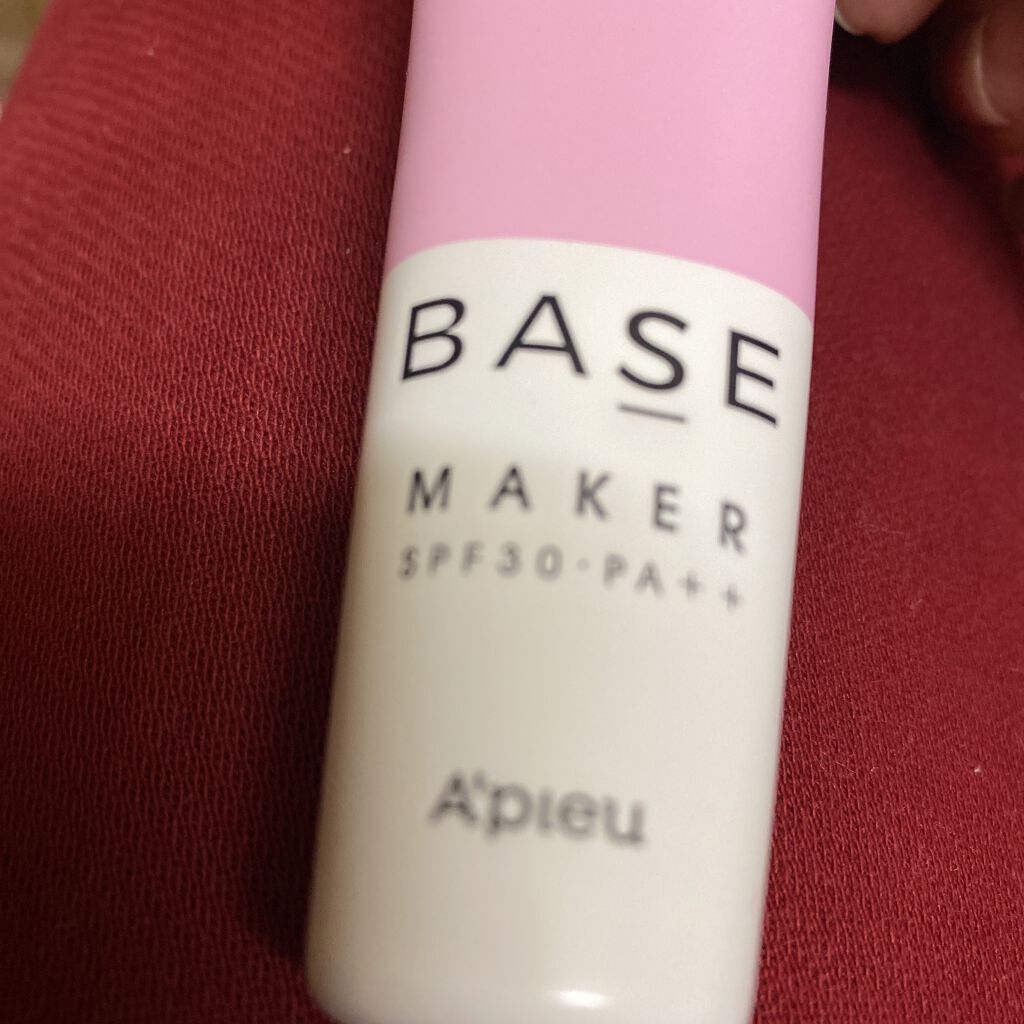 BASE
MAKER
SPF30·PA++
A'pieu